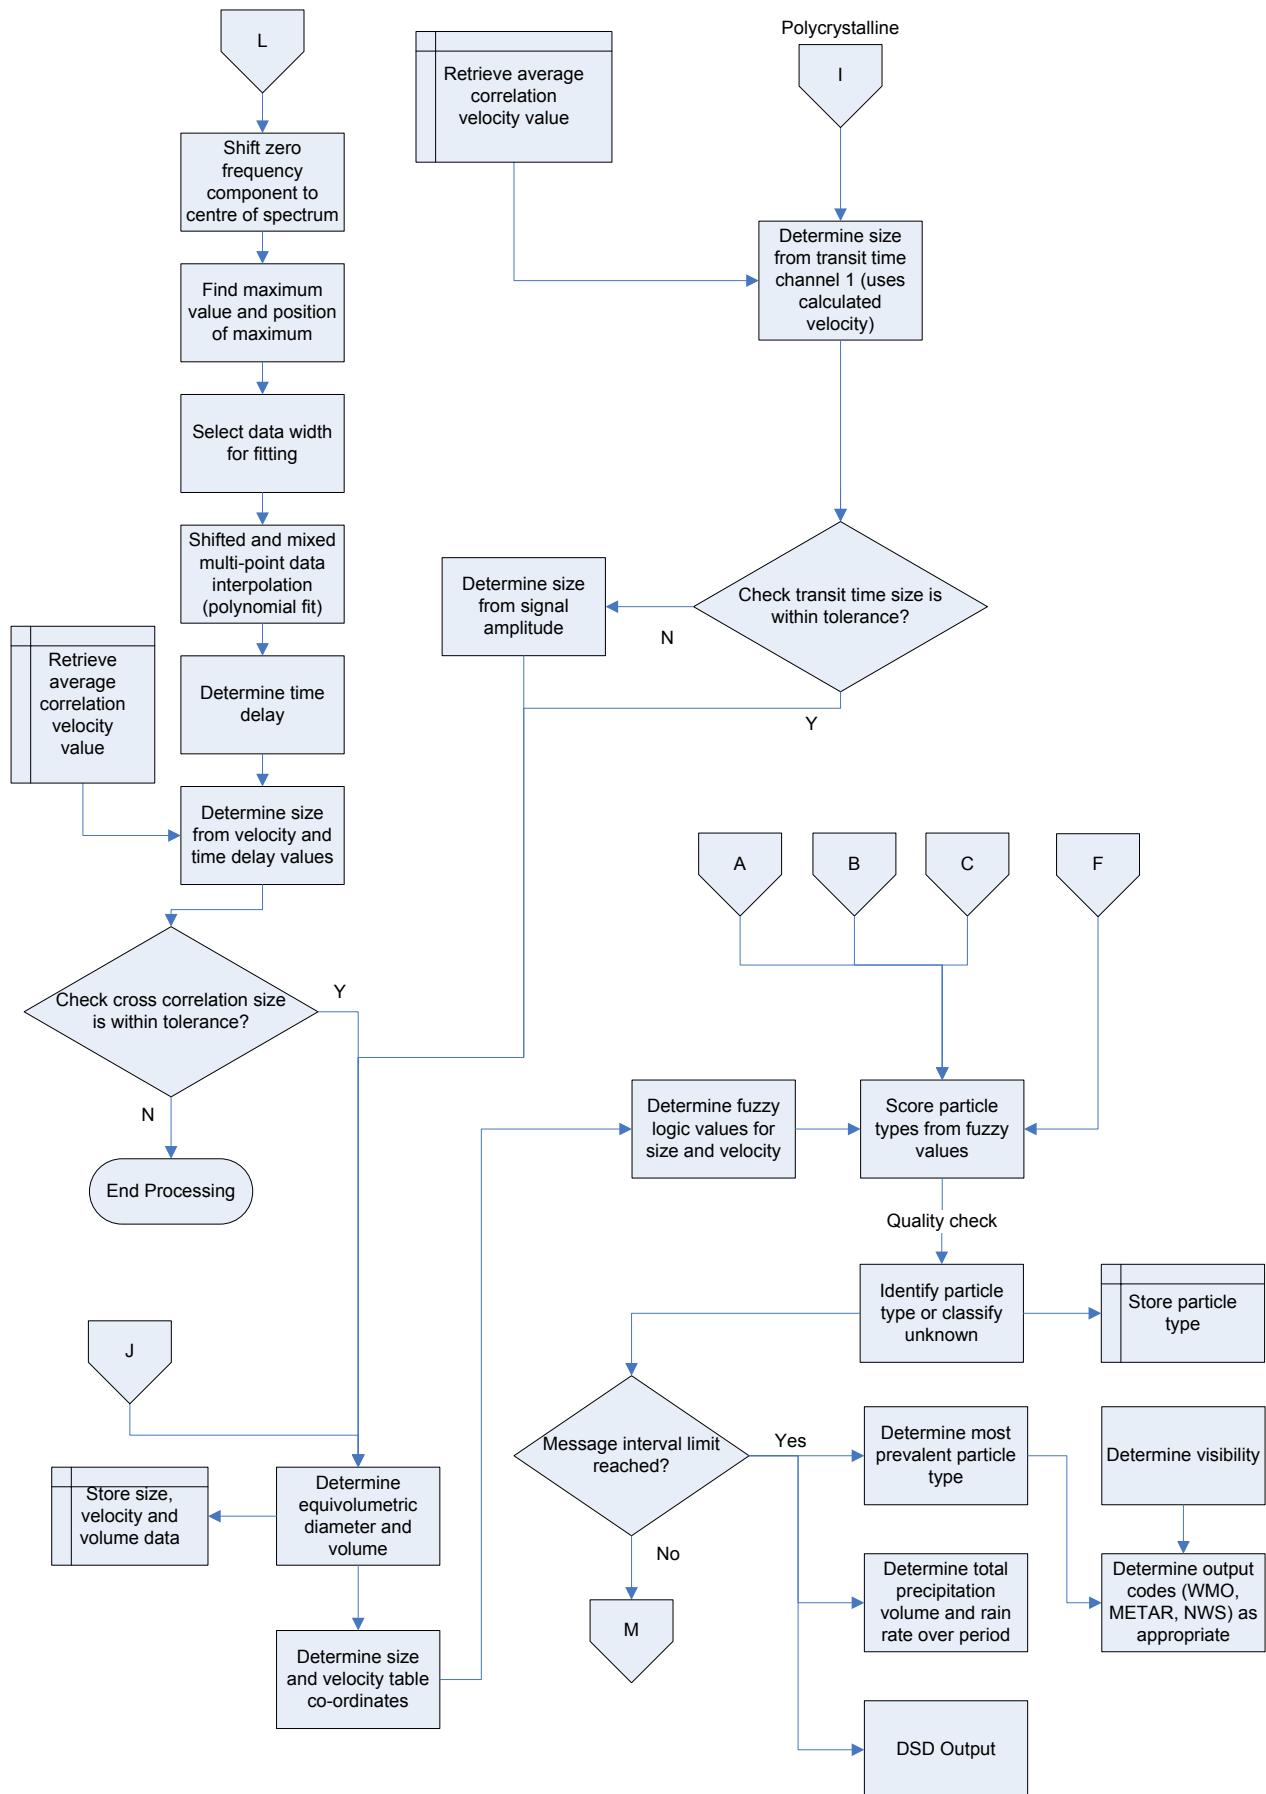 L
Shift zero
frequency
component to
centre of spectrum
Find maximum
value and position
of maximum
Select data width
for fitting
Shifted and mixed
multi-point data
interpolation
(polynomial fit)
Retrieve
average
correlation
velocity
value
Determine time
delay
Determine size
from velocity and
time delay values
Check cross correlation size
is within tolerance?
Y
N
End Processing
Retrieve average
correlation
velocity value
Polycrystalline
I
Determine size
from transit time
channel 1 (uses
calculated
velocity)
Check transit time size is
within tolerance?
N
Y
Determine size
from signal
amplitude
J
Store size,
velocity and
volume data
Determine
equivolumetric
diameter and
volume
Determine size
and velocity table
co-ordinates
A
B
C
F
Determine fuzzy
logic values for
size and velocity
Score particle
types from fuzzy
values
Quality check
Identify particle
type or classify
unknown
Store particle
type
Message interval limit
reached?
Yes
No
M
Determine most
prevalent particle
type
Determine visibility
Determine total
precipitation
volume and rain
rate over period
Determine output
codes (WMO,
METAR, NWS) as
appropriate
DSD Output